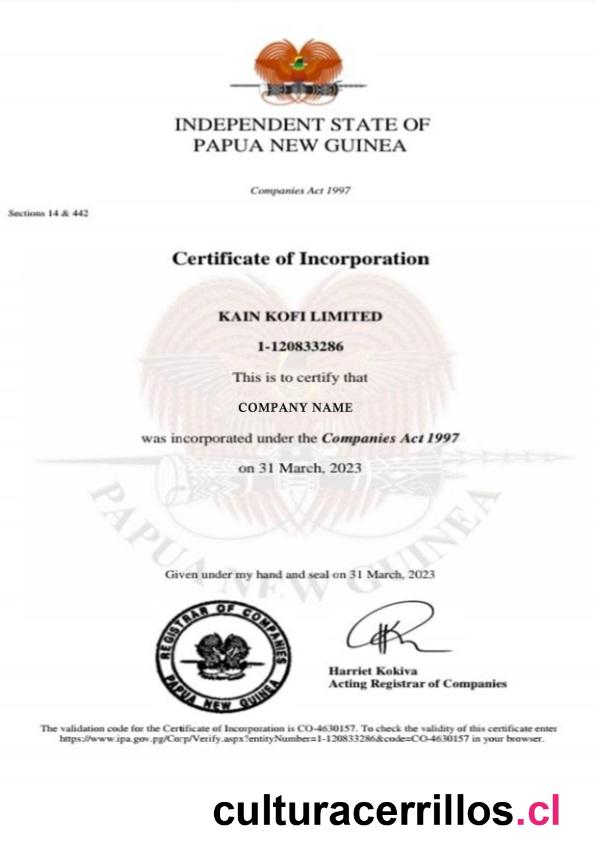 INDEPENDENT STATE OF
PAPUA NEW GUINEA
Companies Act 1997
Sections 14 & 442
Certificate of Incorporation
KAIN KOFI LIMITED
1-120833286
This is to certify that
COMPANY NAME
was incorporated under the Companies Act 1997
on 31 March, 2023
PAPUA NEW GUINEA
Given under my hand and seal on 31 March, 2023
REGISTRAR OF COMPANIES
PAPUA NEW GUINEA
Harriet Kokiva
Acting Registrar of Companies
The validation code for the Certificate of Incorporation is CO-4630157. To check the validity of this certificate enter
https://www.ipa.gov.pg/Corp/Verify.aspx?entityNumber=1-120833286&code=CO-4630157 in your browser.
culturacerrillos.cl